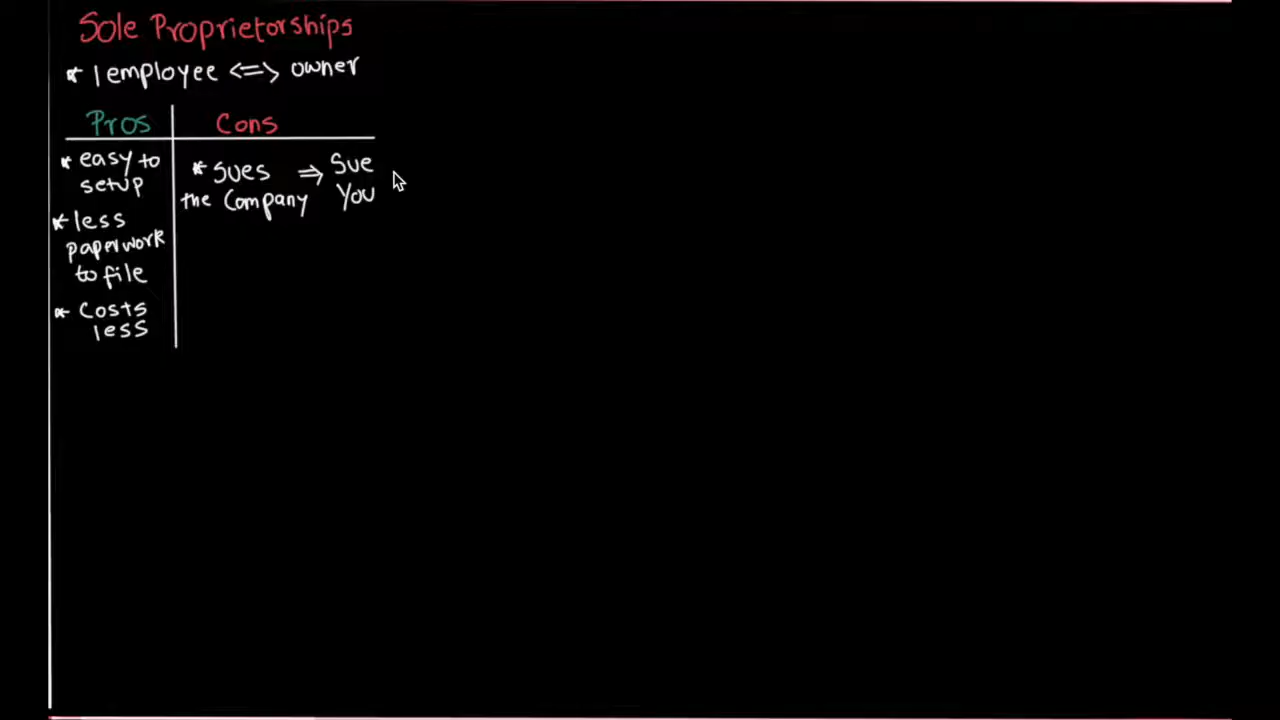 Sole Proprietorships
* 1 employee <=> owner
Pros
Cons
* easy to
setup
* less
paperwork
to file
* Costs
less
* Sues => Sue
the Company You